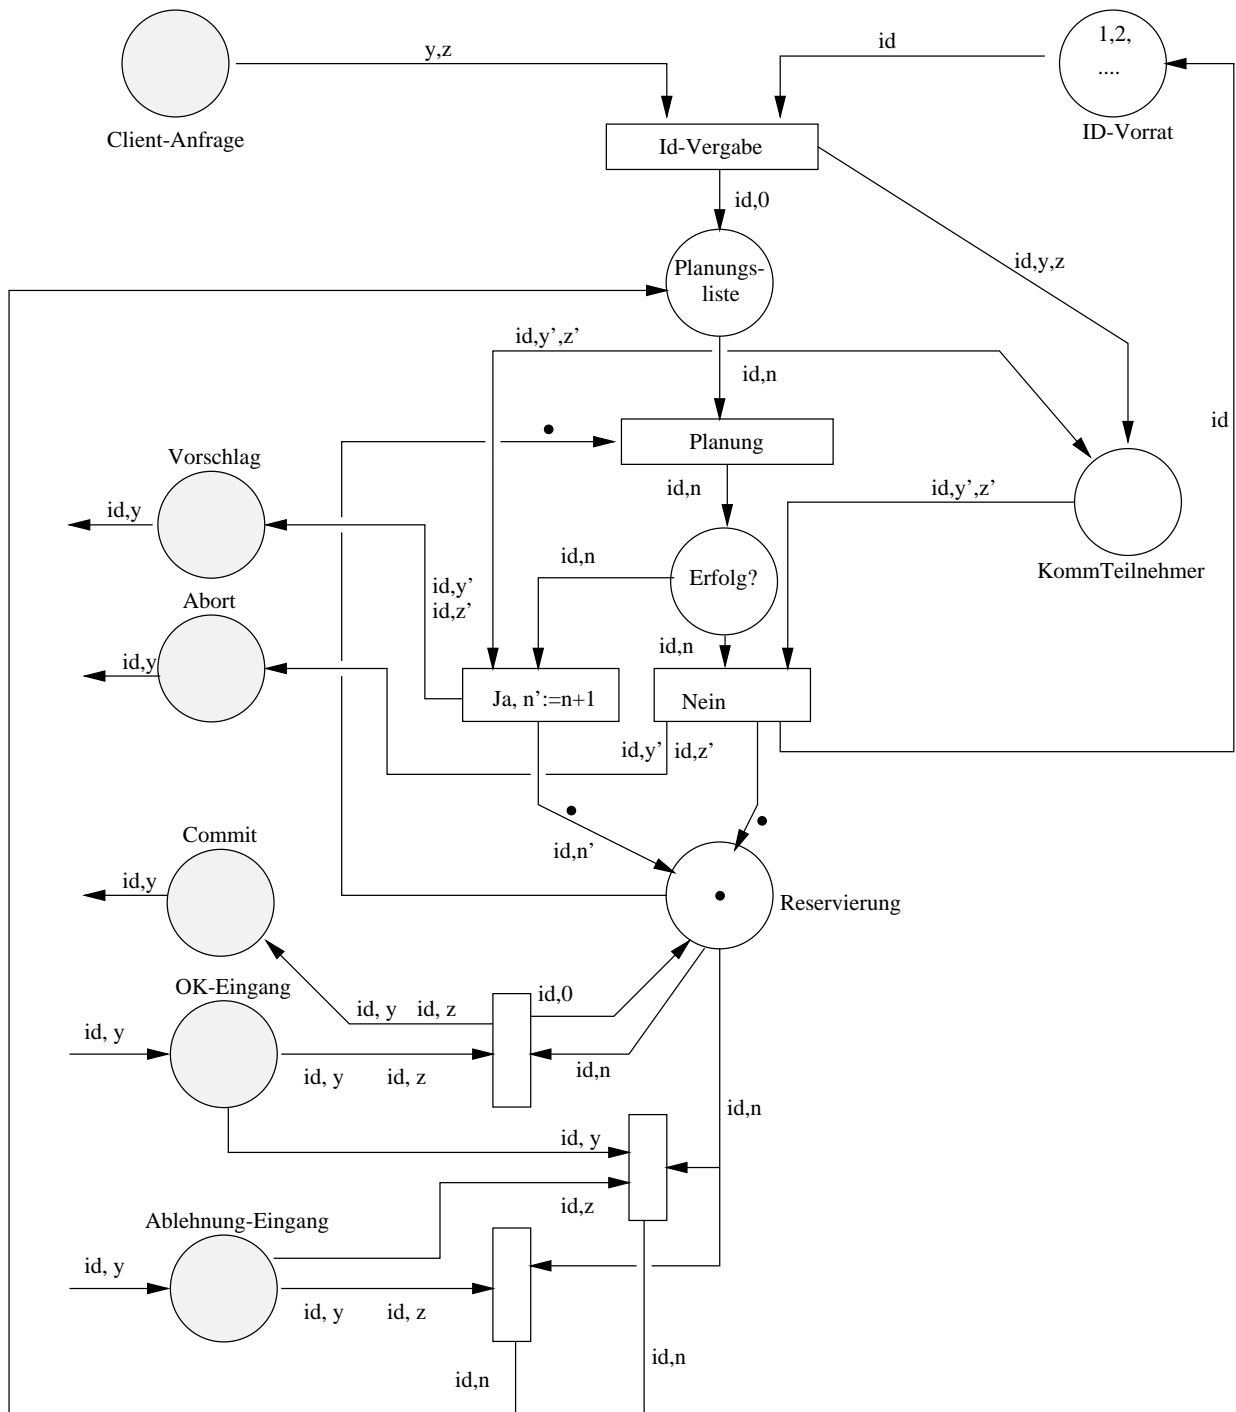 y,z
id
1,2,
....
Client-Anfrage
ID-Vorrat
Id-Vergabe
id,0
id,y,z
Planungs-
liste
id,y’,z’
id,n
id
Planung
Vorschlag
id,n
id,y’,z’
id,y
id,n
Erfolg?
KommTeilnehmer
id,y’
id,z’
Abort
id,n
id,y
Ja, n’:=n+1
Nein
id,y’
id,z’
Commit
id,n’
id,y
Reservierung
OK-Eingang
id, y
id, z
id,0
id, y
id, y
id, z
id,n
id,n
id, y
id,z
Ablehnung-Eingang
id, y
id, y
id, z
id,n
id,n